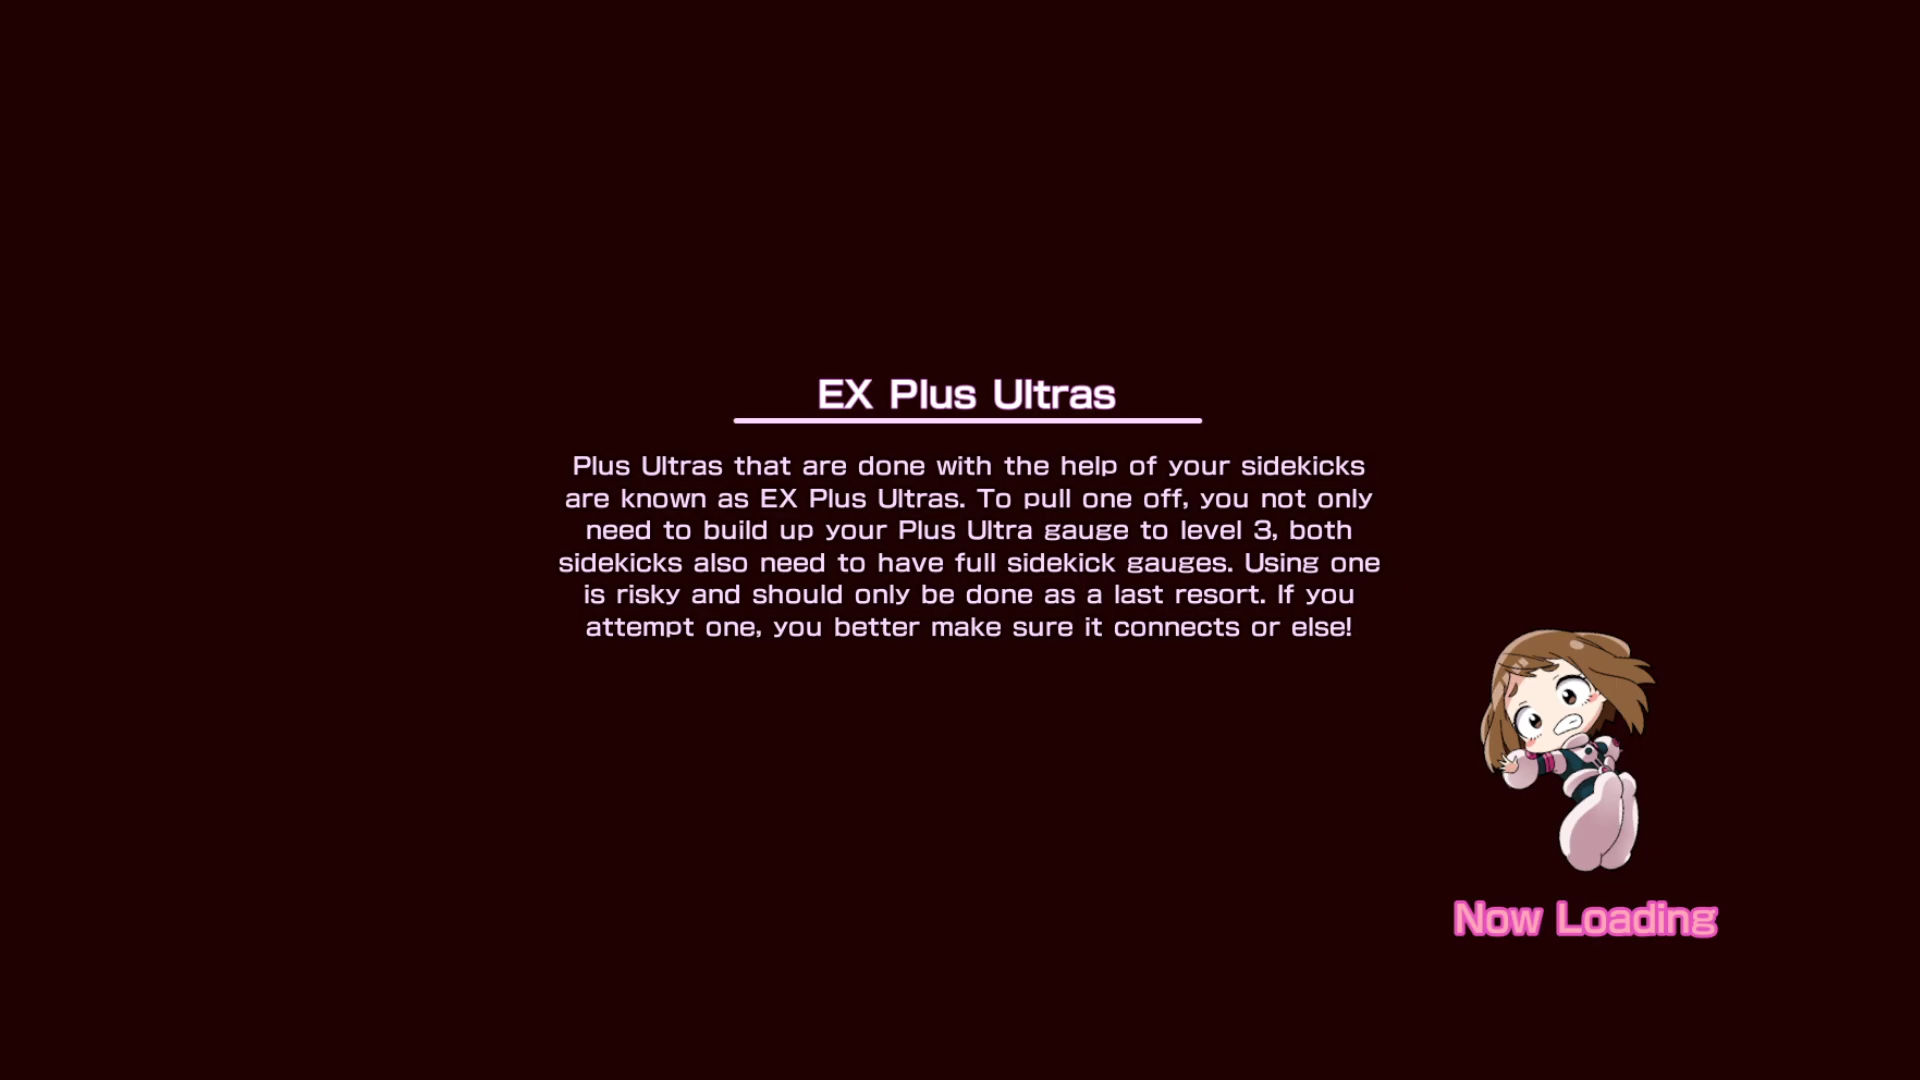 EX Plus Ultras
Plus Ultras that are done with the help of your sidekicks
are known as EX Plus Ultras. To pull one off, you not only
need to build up your Plus Ultra gauge to level 3, both
sidekicks also need to have full sidekick gauges. Using one
is risky and should only be done as a last resort. If you
attempt one, you better make sure it connects or else!
Now Loading